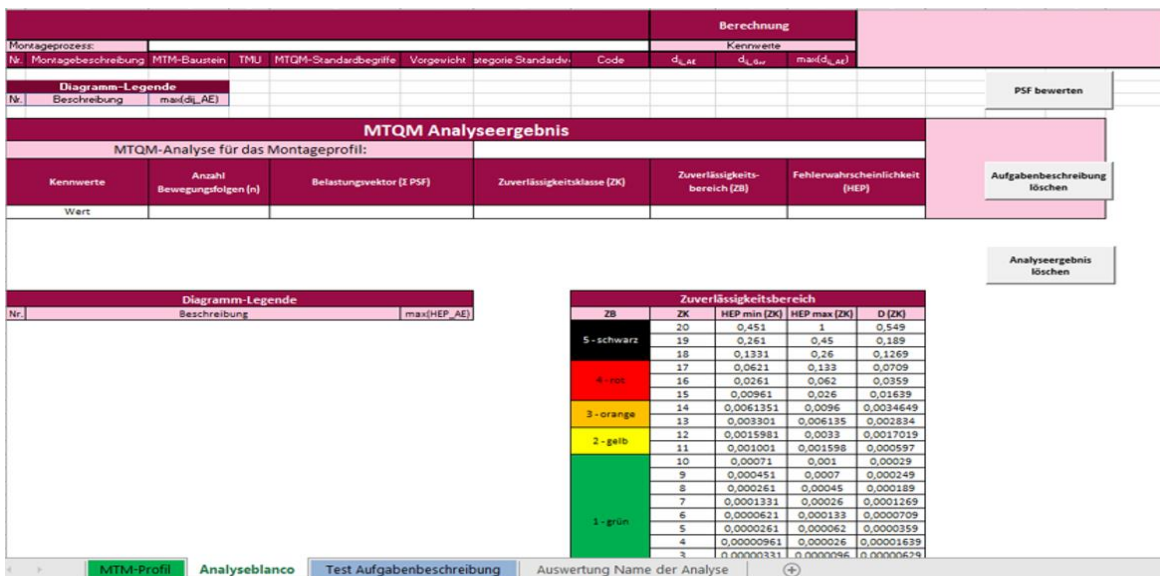 Berechnung
Montageprozess: Kennwerte
Nr. Montagebeschreibung MTM-Baustein TMU MTQM-Standardbegriffe Vorgewicht ategorie Standardw Code dij_AE max(dij_AE)
Diagramm-Legende
Nr. Beschreibung max(dij_AE)
PSF bewerten
MTQM Analyseergebnis
MTQM-Analyse für das Montageprofil:
Kennwerte Anzahl Bewegungsfolgen (n) Belastungsvektor (Σ PSF) Zuverlässigkeitsklasse (ZK) Zuverlässigkeits-bereich (ZB) Fehlerwahrscheinlichkeit (HEP)
Wert
Aufgabenbeschreibung
löschen
Analyseergebnis
löschen
Diagramm-Legende
Nr. Beschreibung max(HEP_AE)
Zuverlässigkeitsbereich
ZB ZK HEP min (ZK) HEP max (ZK) D (ZK)
5 - schwarz
20 0,451 1 0,549
19 0,261 0,45 0,189
18 0,1331 0,26 0,1269
4 - rot
17 0,0621 0,133 0,0709
16 0,0261 0,062 0,0359
15 0,00961 0,026 0,01639
3 - orange
14 0,0061351 0,0096 0,0034649
13 0,003301 0,006135 0,002834
2 - gelb
12 0,0015981 0,0033 0,0017019
11 0,001001 0,001598 0,000597
1 - grün
10 0,00071 0,001 0,00029
9 0,000451 0,0007 0,000249
8 0,000261 0,00045 0,000189
7 0,0001331 0,00026 0,0001269
6 0,0000621 0,000133 0,0000709
5 0,0000261 0,000062 0,0000359
4 0,00000961 0,000026 0,00001639
3 0,00000331 0,0000096 0,00000629
MTM-Profil Analyseblanco Test Aufgabenbeschreibung Auswertung Name der Analyse